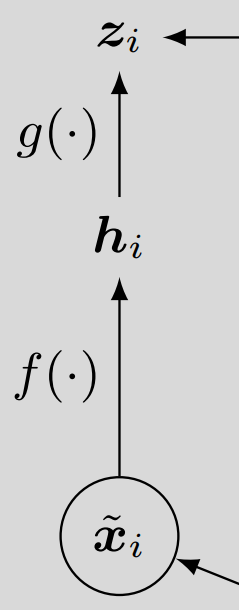 z_i
g(·)
h_i
f(·)
x̃_i